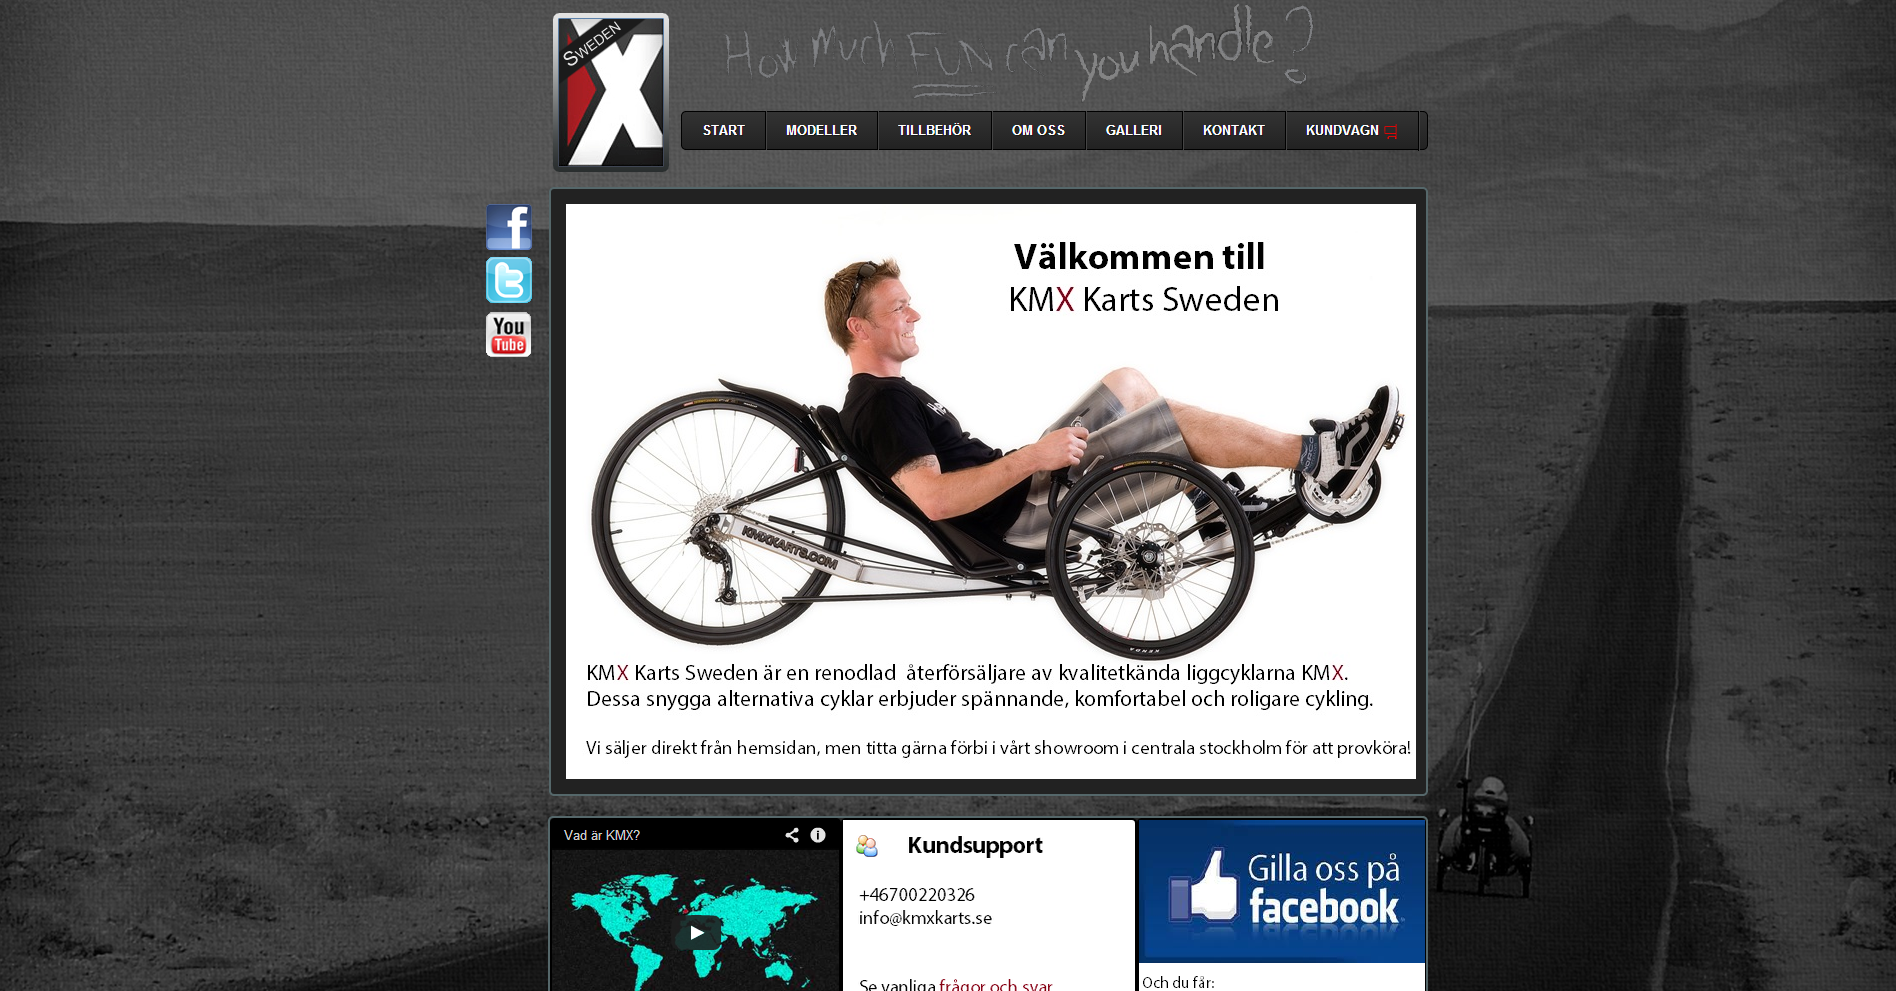 SWEDEN
X
How much FUN can you handle?
START MODELLER TILLBEHÖR OM OSS GALLERI KONTAKT KUNDVAGN
f
t
You
Tube
Välkommen till
KMX Karts Sweden
KMXKARTS.COM
KENDA
KMX Karts Sweden är en renodlad återförsäljare av kvalitetkända liggcyklarna KMX.
Dessa snygga alternativa cyklar erbjuder spännande, komfortabel och roligare cykling.
Vi säljer direkt från hemsidan, men titta gärna förbi i vårt showroom i centrala stockholm för att provköra!
Vad är KMX?
Kundsupport
+46700220326
info@kmxkarts.se
Se vanliga frågor och svar
Gilla oss på
facebook
Och du får: